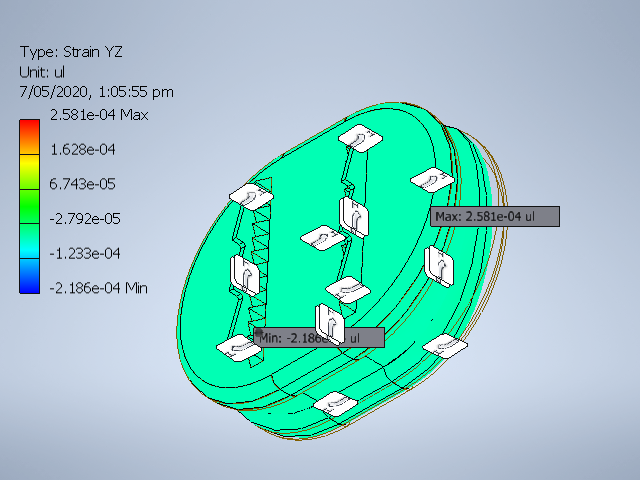 Type: Strain YZ
Unit: ul
7/05/2020, 1:05:55 pm
2.581e-04 Max
1.628e-04
6.743e-05
-2.792e-05
-1.233e-04
-2.186e-04 Min
Max: 2.581e-04 ul
Min: -2.186e ul